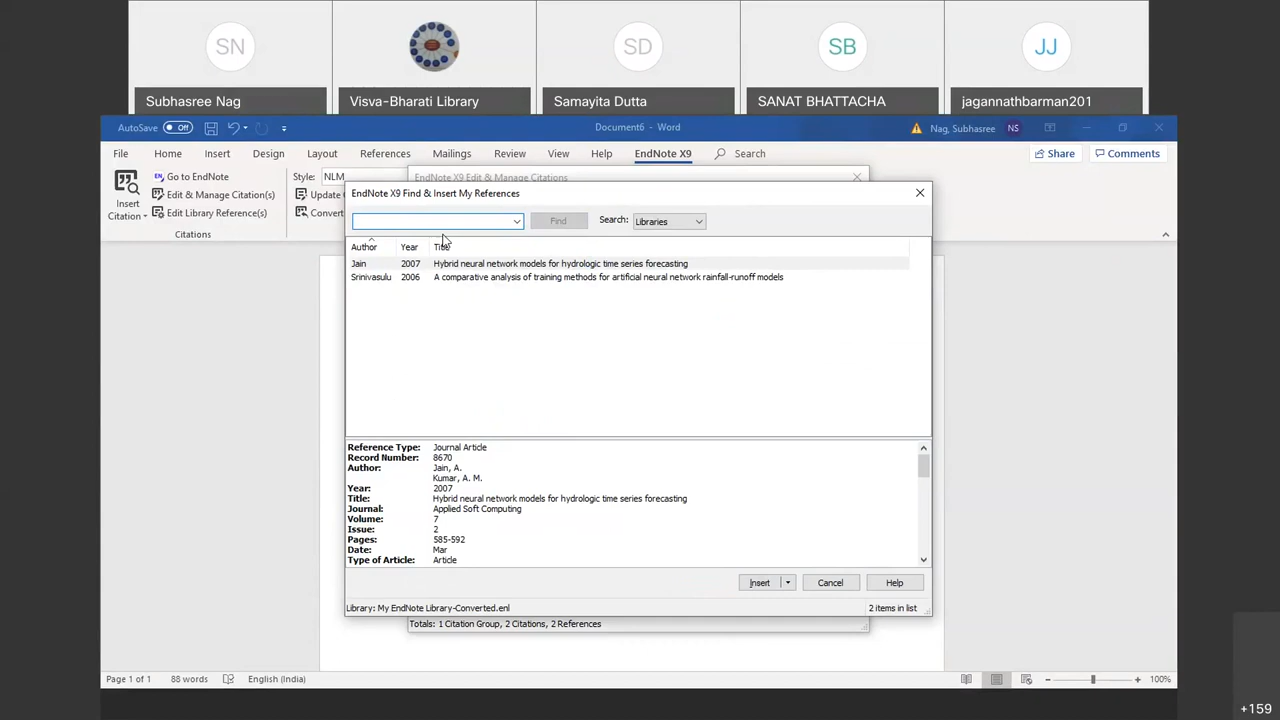 SN
SD
SB
JJ
Subhasree Nag
Visva-Bharati Library
Samayita Dutta
SANAT BHATTACHA
jagannathbarman201
AutoSave Off
Document6 - Word
Nag, Subhasree NS
File Home Insert Design Layout References Mailings Review View Help EndNote X9 Search
Share Comments
Insert
Citation
EN Go to EndNote
Edit & Manage Citation(s)
Edit Library Reference(s)
Citations
Style: NLM
Update
Convert
EndNote X9 Edit & Manage Citations
EndNote X9 Find & Insert My References
Find Search: Libraries
Author Year Title
Jain 2007 Hybrid neural network models for hydrologic time series forecasting
Srinivasulu 2006 A comparative analysis of training methods for artificial neural network rainfall-runoff models
Reference Type: Journal Article
Record Number: 8670
Author: Jain, A.
Kumar, A. M.
Year: 2007
Title: Hybrid neural network models for hydrologic time series forecasting
Journal: Applied Soft Computing
Volume: 7
Issue: 2
Pages: 585-592
Date: Mar
Type of Article: Article
Insert Cancel Help
Library: My EndNote Library-Converted.enl
2 items in list
Totals: 1 Citation Group, 2 Citations, 2 References
Page 1 of 1 88 words English (India)
100%
+159